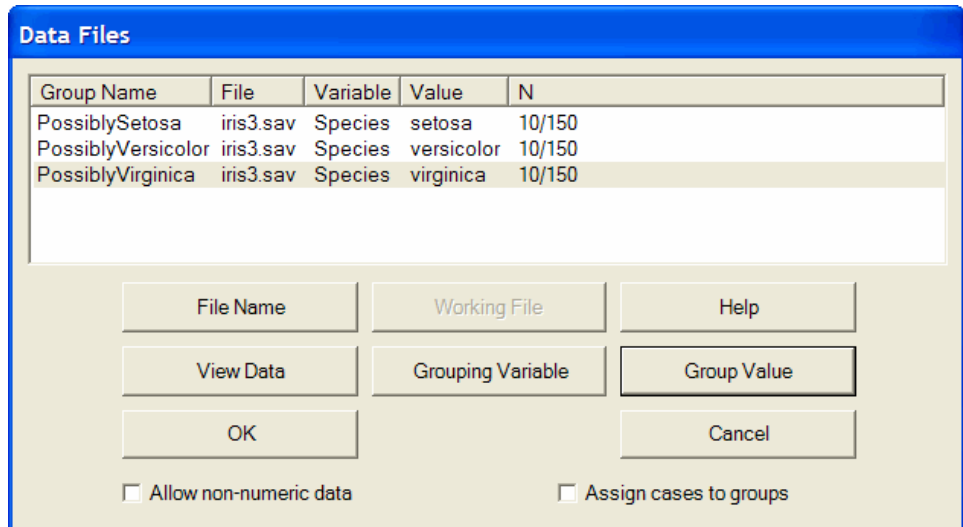 Data Files
Group Name File Variable Value N
PossiblySetosa iris3.sav Species setosa 10/150
PossiblyVersicolor iris3.sav Species versicolor 10/150
PossiblyVirginica iris3.sav Species virginica 10/150
File Name Working File Help
View Data Grouping Variable Group Value
OK Cancel
Allow non-numeric data Assign cases to groups